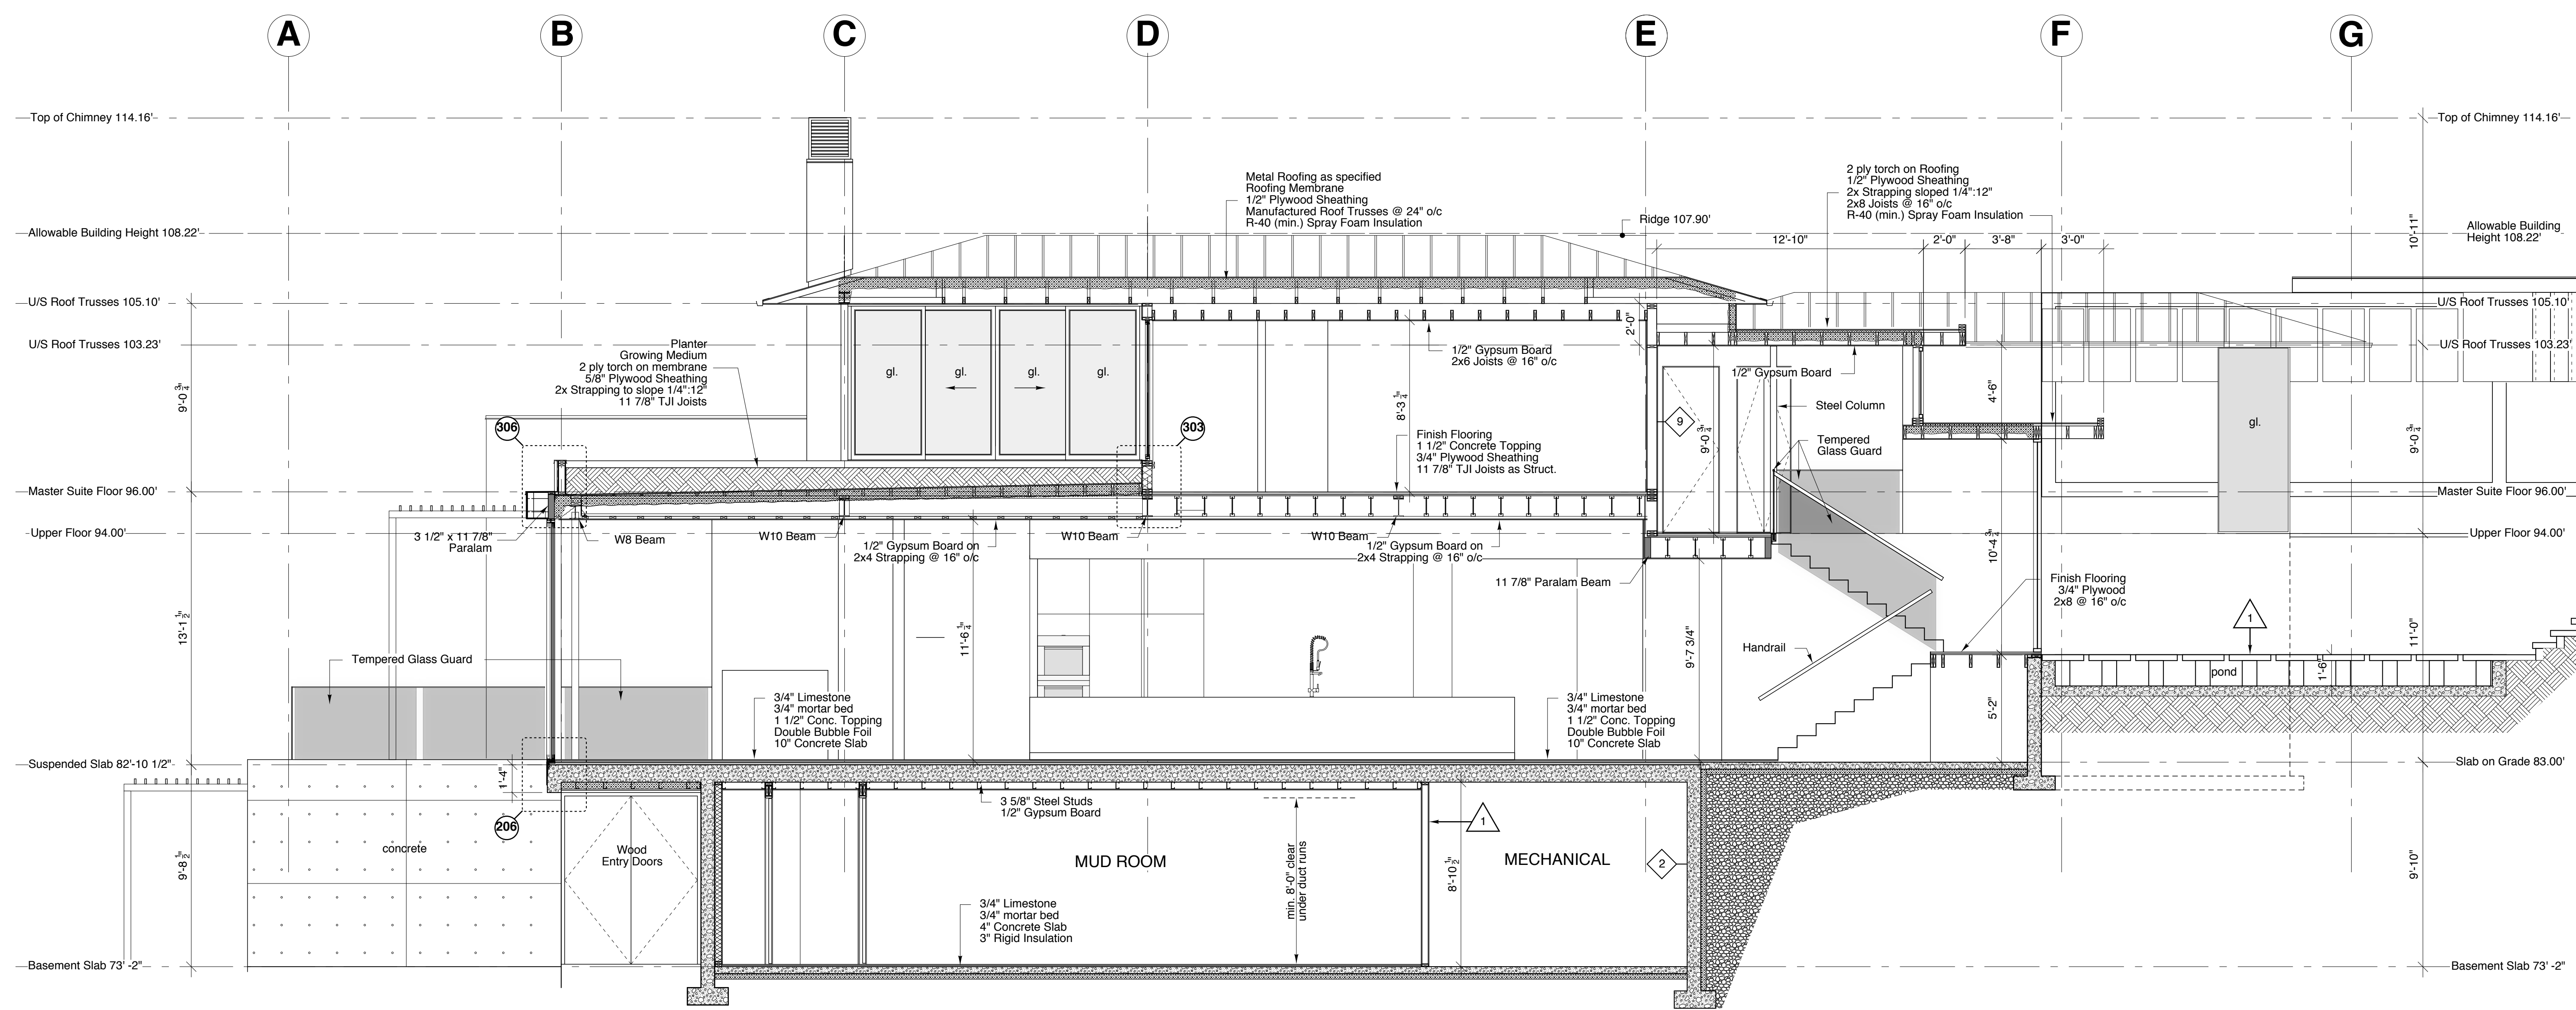 A
B
C
D
E
F
G
Top of Chimney 114.16'
Top of Chimney 114.16'
Metal Roofing as specified
Roofing Membrane
1/2" Plywood Sheathing
Manufactured Roof Trusses @ 24" o/c
R-40 (min.) Spray Foam Insulation
2 ply torch on Roofing
1/2" Plywood Sheathing
2x Strapping sloped 1/4":12"
2x8 Joists @ 16" o/c
R-40 (min.) Spray Foam Insulation
Ridge 107.90'
Allowable Building Height 108.22'
Allowable Building
Height 108.22'
12'-10"
2'-0"
3'-8"
3'-0"
10'-11"
U/S Roof Trusses 105.10'
U/S Roof Trusses 105.10'
2'-0"
U/S Roof Trusses 103.23'
U/S Roof Trusses 103.23'
Planter
Growing Medium
2 ply torch on membrane
5/8" Plywood Sheathing
2x Strapping to slope 1/4":12"
11 7/8" TJI Joists
gl.
gl.
gl.
gl.
1/2" Gypsum Board
2x6 Joists @ 16" o/c
1/2" Gypsum Board
9'-0 3/4"
8'-3 1/4"
9'-0 3/4"
4'-6"
9'-0 3/4"
Steel Column
306
303
9
gl.
Finish Flooring
1 1/2" Concrete Topping
3/4" Plywood Sheathing
11 7/8" TJI Joists as Struct.
Tempered
Glass Guard
Master Suite Floor 96.00'
Master Suite Floor 96.00'
Upper Floor 94.00'
Upper Floor 94.00'
3 1/2" x 11 7/8"
Paralam
W8 Beam
W10 Beam
W10 Beam
W10 Beam
1/2" Gypsum Board on
2x4 Strapping @ 16" o/c
1/2" Gypsum Board on
2x4 Strapping @ 16" o/c
11 7/8" Paralam Beam
10'-4 3/4"
Finish Flooring
3/4" Plywood
2x8 @ 16" o/c
1
13'-1 1/2"
11'-6 1/4"
9'-7 3/4"
11'-0"
Handrail
Tempered Glass Guard
pond
1'-6"
3/4" Limestone
3/4" mortar bed
1 1/2" Conc. Topping
Double Bubble Foil
10" Concrete Slab
3/4" Limestone
3/4" mortar bed
1 1/2" Conc. Topping
Double Bubble Foil
10" Concrete Slab
5'-2"
Suspended Slab 82'-10 1/2"
Slab on Grade 83.00'
1'-4"
206
3 5/8" Steel Studs
1/2" Gypsum Board
1
concrete
Wood
Entry Doors
MUD ROOM
MECHANICAL
2
9'-8 1/2"
min. 8'-0" clear
under duct runs
8'-10 1/2"
9'-10"
3/4" Limestone
3/4" mortar bed
4" Concrete Slab
3" Rigid Insulation
Basement Slab 73' -2"
Basement Slab 73' -2"